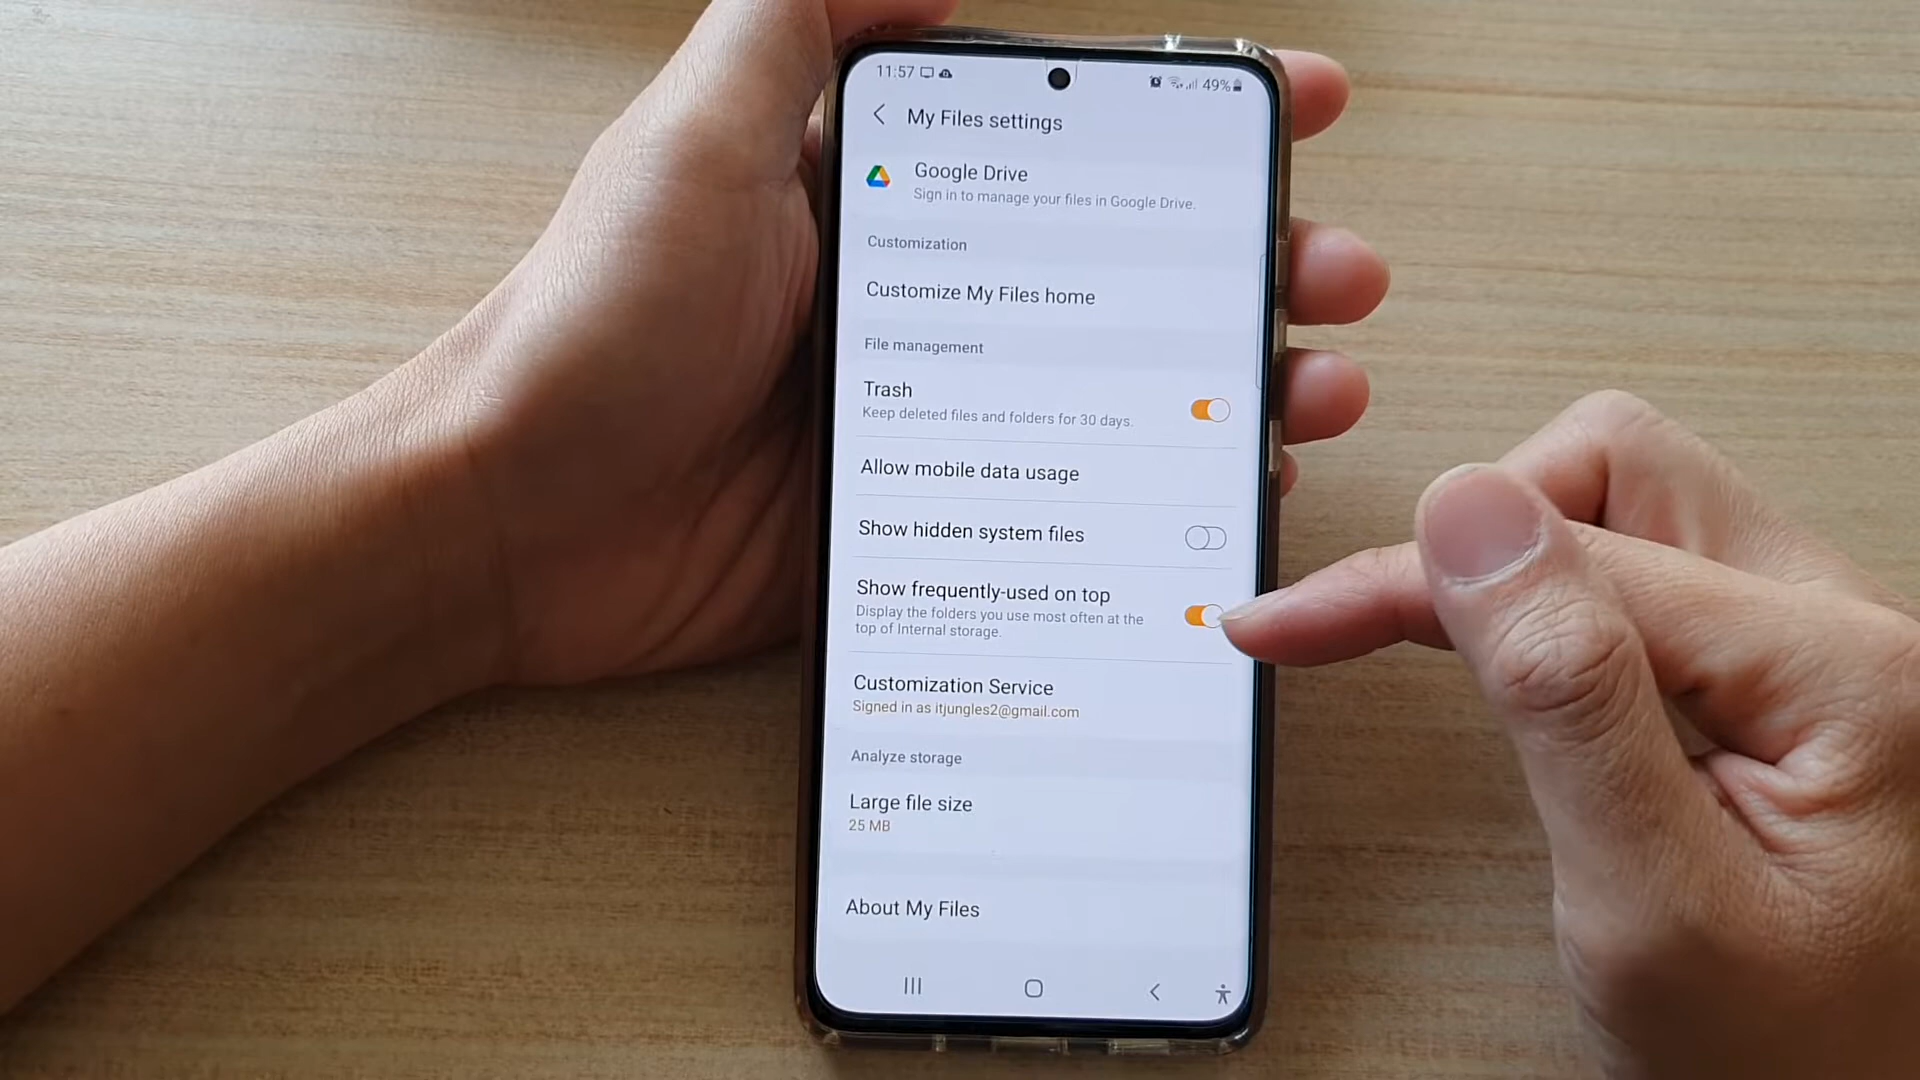 11:57
49%
My Files settings
Google Drive
Sign in to manage your files in Google Drive.
Customization
Customize My Files home
File management
Trash
Keep deleted files and folders for 30 days.
Allow mobile data usage
Show hidden system files
Show frequently-used on top
Display the folders you use most often at the
top of Internal storage.
Customization Service
Signed in as itjungles2@gmail.com
Analyze storage
Large file size
25 MB
About My Files